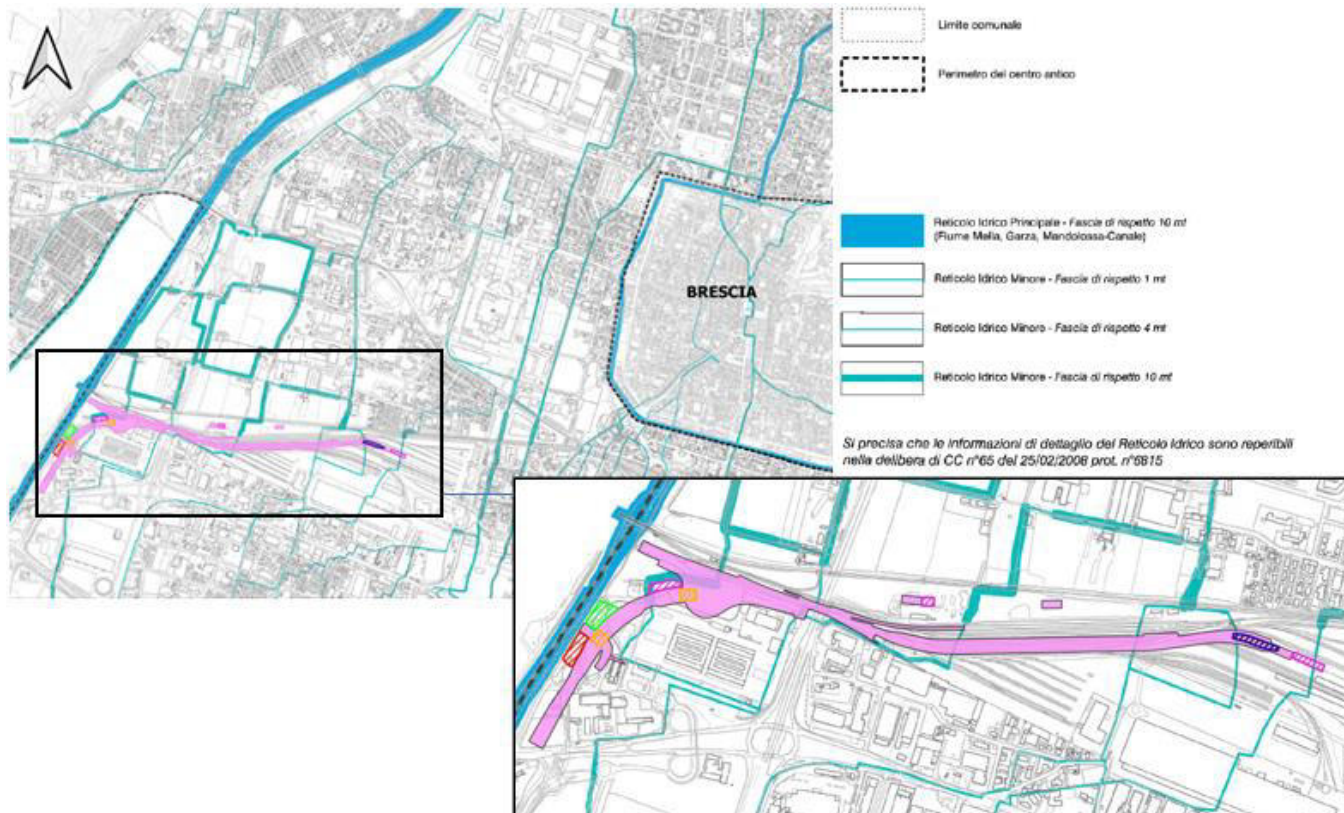 Limite comunale
Perimetro del centro antico
Reticolo Idrico Principale - Fascia di rispetto 10 mt
(Fiume Mella, Garza, Mandolossa-Canale)
Reticolo Idrico Minore - Fascia di rispetto 1 mt
Reticolo Idrico Minore - Fascia di rispetto 4 mt
Reticolo Idrico Minore - Fascia di rispetto 10 mt
Si precisa che le informazioni di dettaglio del Reticolo Idrico sono reperibili
nella delibera di CC n°65 del 25/02/2008 prot. n°6815
BRESCIA